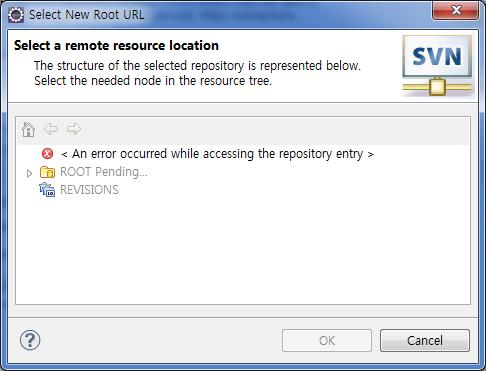 Select New Root URL
Select a remote resource location
The structure of the selected repository is represented below.
Select the needed node in the resource tree.
SVN
< An error occurred while accessing the repository entry >
ROOT Pending...
REVISIONS
OK
Cancel